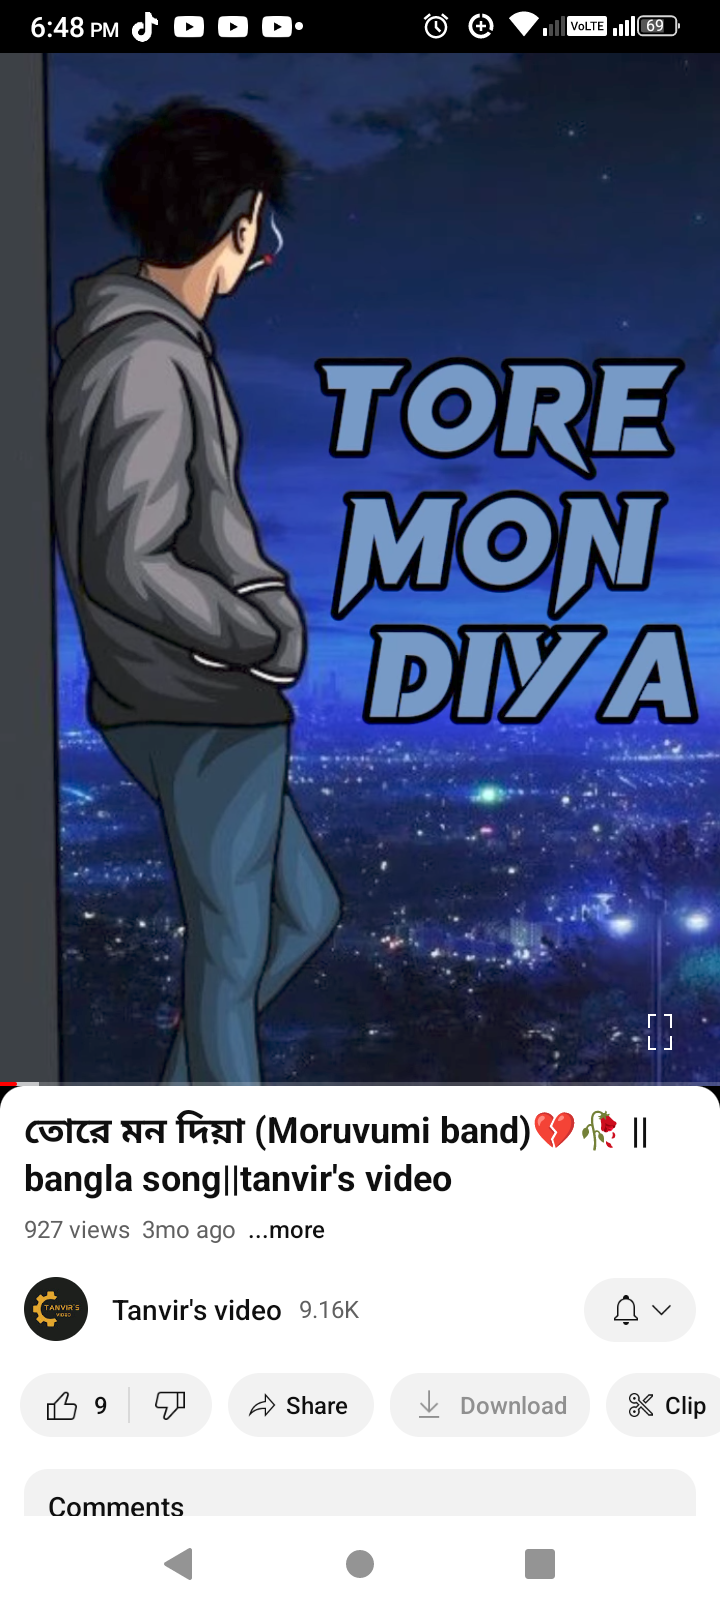 6:48 PM
VoLTE
69
TORE
MON
DIYA
তোরে মন দিয়া (Moruvumi band)💔🥀 ||
bangla song||tanvir's video
927 views 3mo ago ...more
TANVIR'S
VIDEO
Tanvir's video 9.16K
9 Share Download Clip
Comments